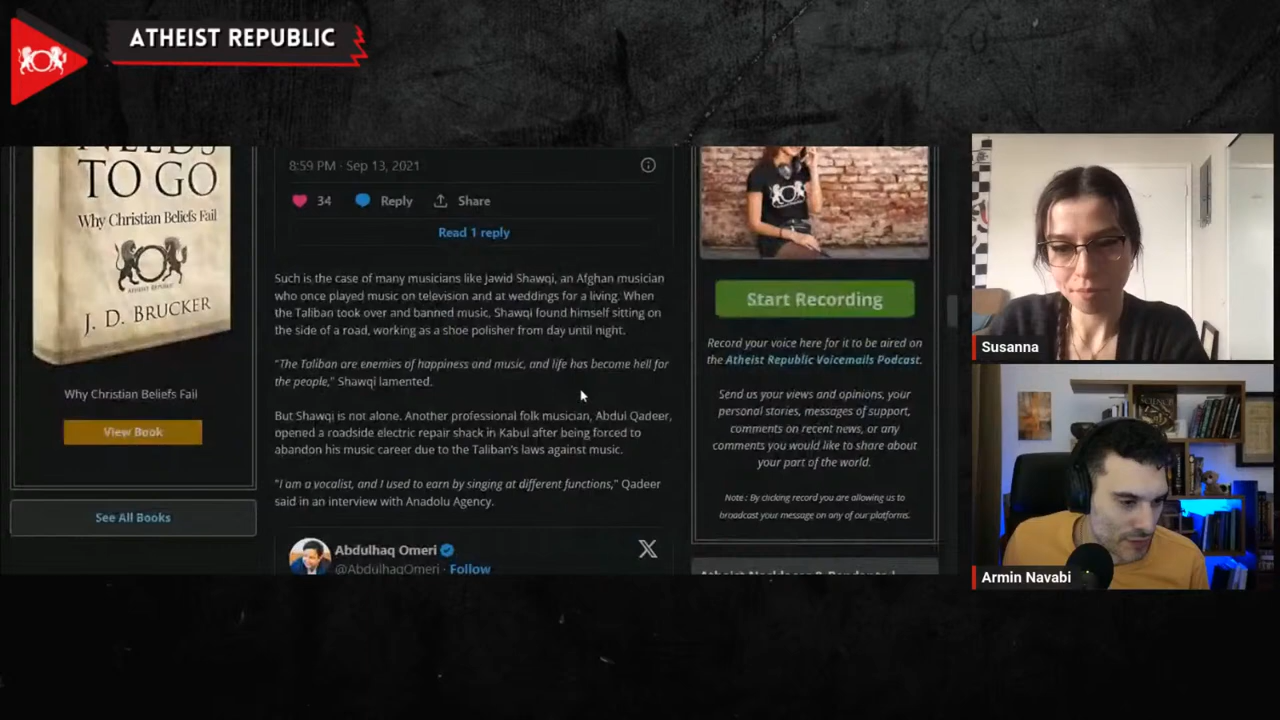 ATHEIST REPUBLIC
NEEDS
TO GO
Why Christian Beliefs Fail
ATHEIST REPUBLIC
J. D. BRUCKER
Why Christian Beliefs Fail
View Book
See All Books
8:59 PM · Sep 13, 2021
34 Reply Share
Read 1 reply
Such is the case of many musicians like Jawid Shawqi, an Afghan musician
who once played music on television and at weddings for a living. When
the Taliban took over and banned music, Shawqi found himself sitting on
the side of a road, working as a shoe polisher from day until night.
"The Taliban are enemies of happiness and music, and life has become hell for
the people," Shawqi lamented.
But Shawqi is not alone. Another professional folk musician, Abdul Qadeer,
opened a roadside electric repair shack in Kabul after being forced to
abandon his music career due to the Taliban's laws against music.
"I am a vocalist, and I used to earn by singing at different functions," Qadeer
said in an interview with Anadolu Agency.
Abdulhaq Omeri
@AbdulhaqOmeri · Follow
Start Recording
Record your voice here for it to be aired on
the Atheist Republic Voicemails Podcast.
Send us your views and opinions, your
personal stories, messages of support,
comments on recent news, or any
comments you would like to share about
your part of the world.
Note : By clicking record you are allowing us to
broadcast your message on any of our platforms.
Susanna
SCIENCE
Armin Navabi